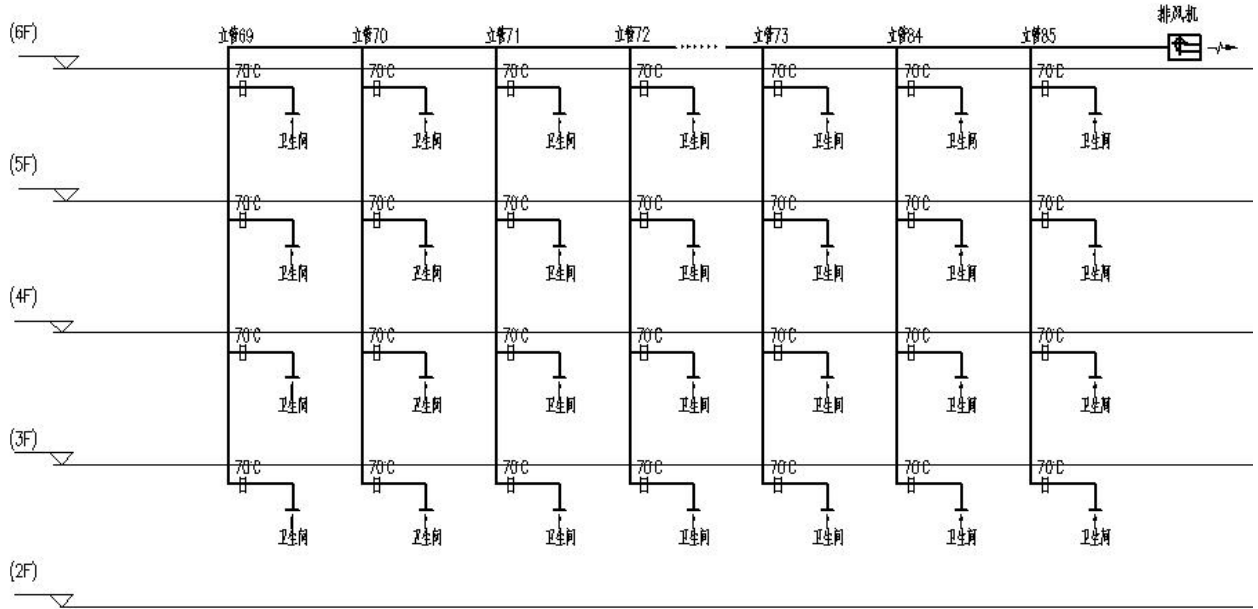 排风机
(6F) 立管69 立管70 立管71 立管72 ...... 立管73 立管84 立管85
70℃ 70℃ 70℃ 70℃ 70℃ 70℃ 70℃
卫生间 卫生间 卫生间 卫生间 卫生间 卫生间 卫生间
(5F)
70℃ 70℃ 70℃ 70℃ 70℃ 70℃ 70℃
卫生间 卫生间 卫生间 卫生间 卫生间 卫生间 卫生间
(4F)
70℃ 70℃ 70℃ 70℃ 70℃ 70℃ 70℃
卫生间 卫生间 卫生间 卫生间 卫生间 卫生间 卫生间
(3F)
70℃ 70℃ 70℃ 70℃ 70℃ 70℃ 70℃
卫生间 卫生间 卫生间 卫生间 卫生间 卫生间 卫生间
(2F)